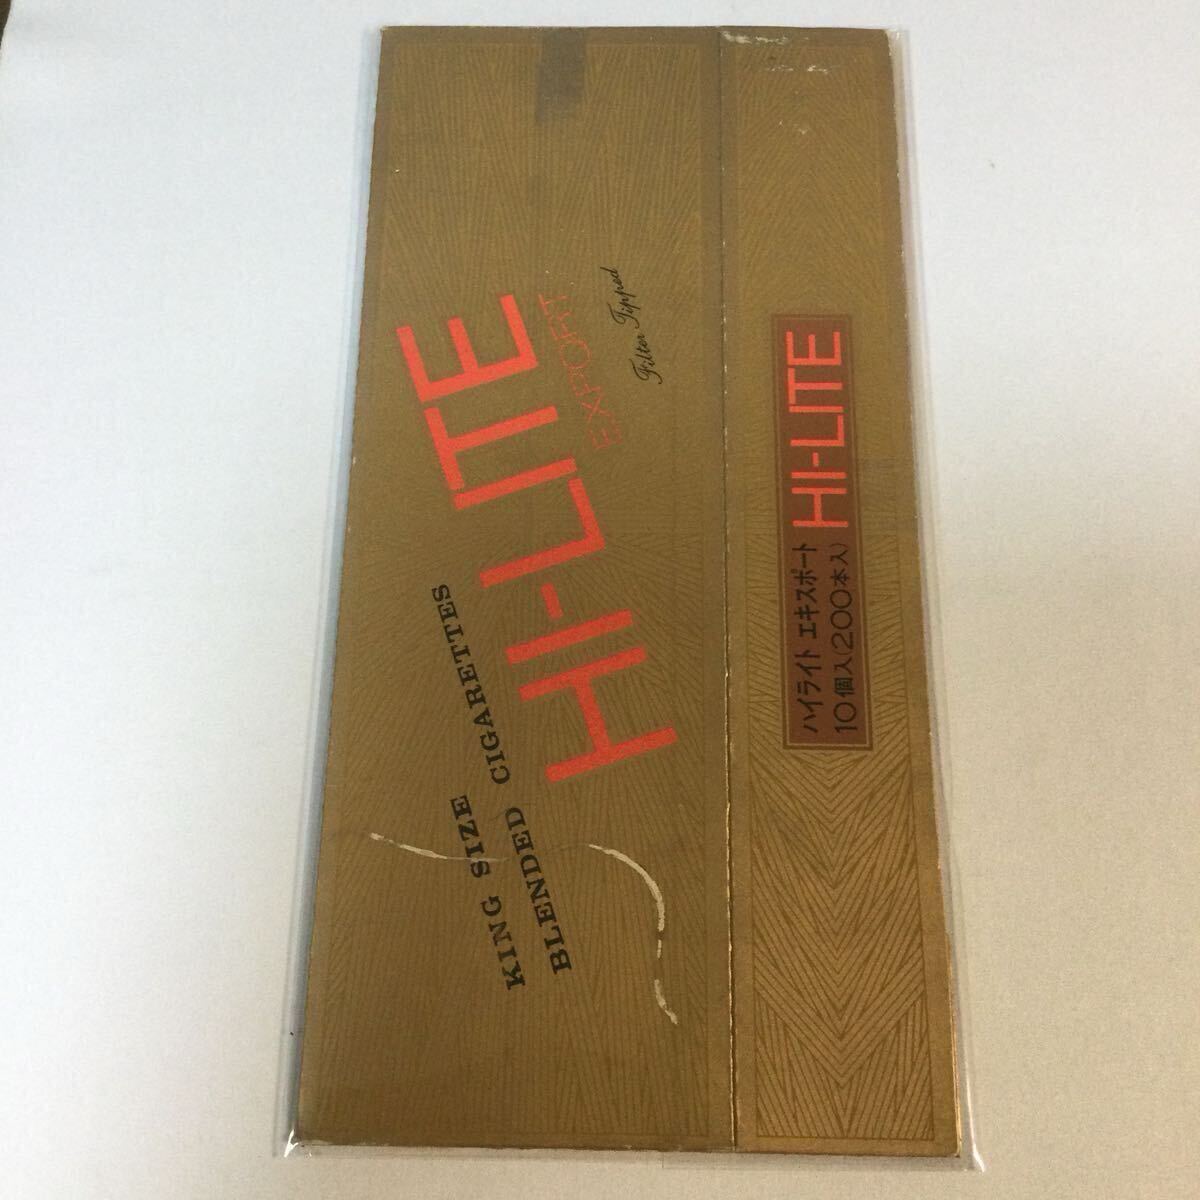 KING SIZE
BLENDED CIGARETTES
HI-LITE
EXPORT
Filter Tipped
ハイライト エキスポート
10個入(200本入)
HI-LITE